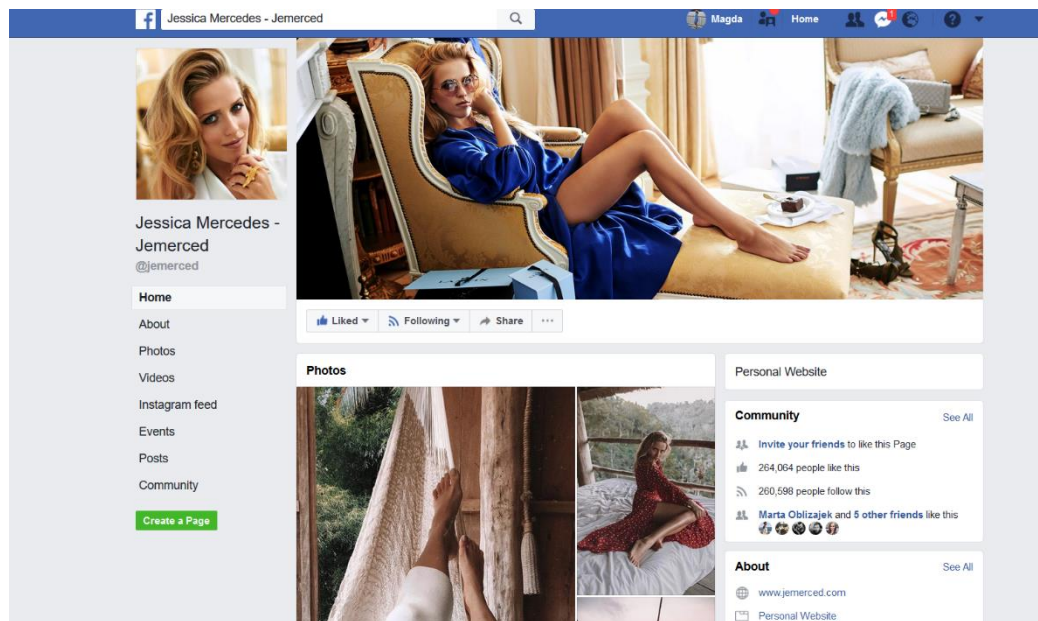 f
Jessica Mercedes - Jemerced
Magda
Home
1
?
Jessica Mercedes -
Jemerced
@jemerced
Home
About
Photos
Videos
Instagram feed
Events
Posts
Community
Create a Page
Liked
Following
Share
...
Photos
Personal Website
Community
See All
Invite your friends to like this Page
264,064 people like this
260,598 people follow this
Marta Oblizajek and 5 other friends like this
About
See All
www.jemerced.com
Personal Website